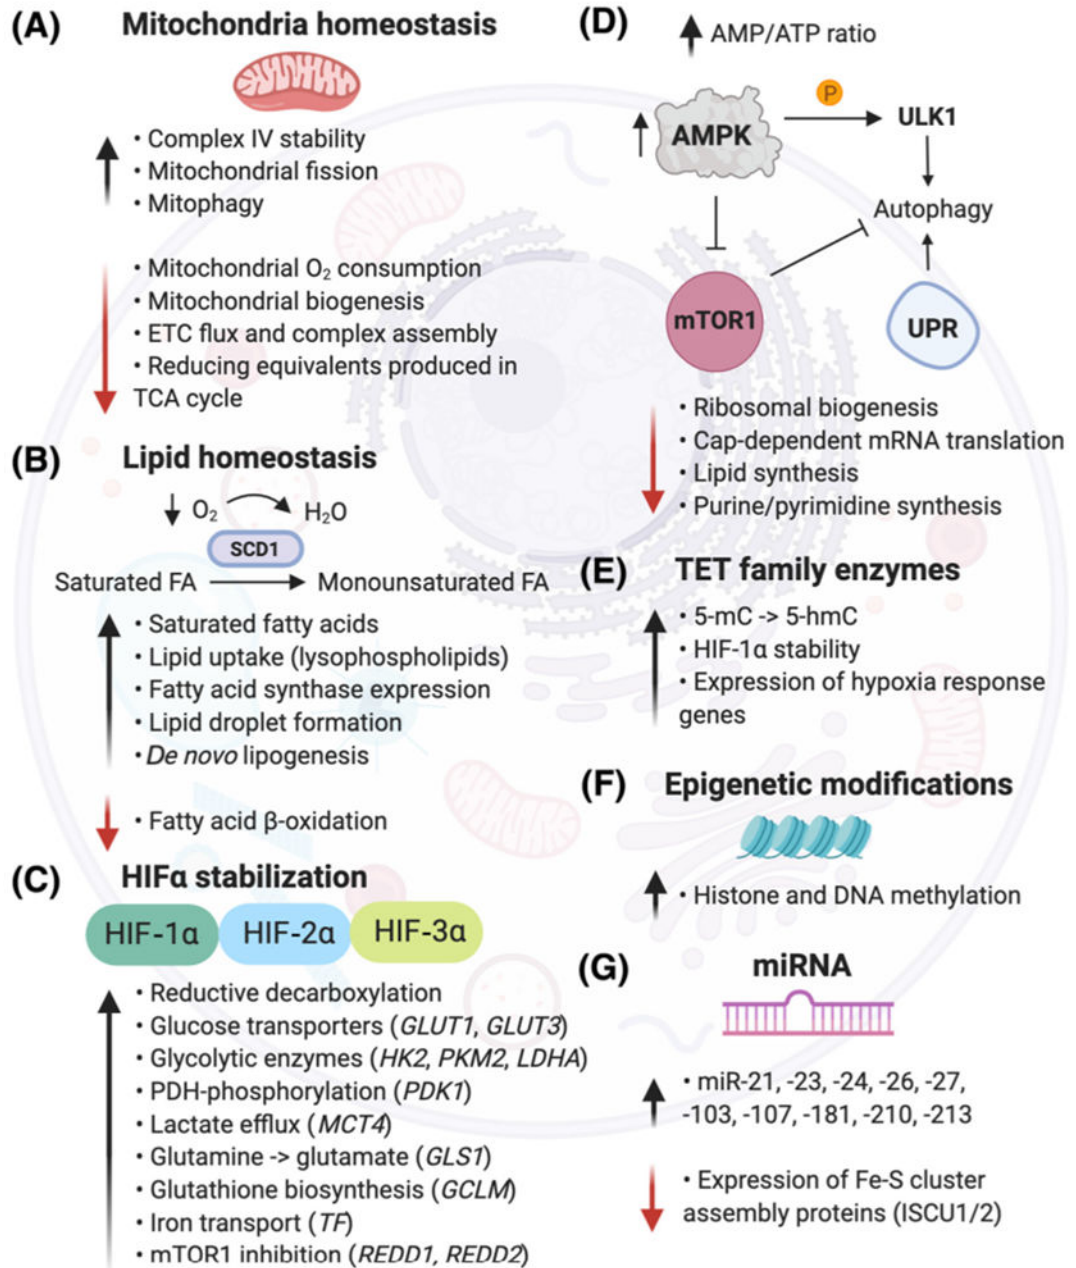 (A) Mitochondria homeostasis
• Complex IV stability
• Mitochondrial fission
• Mitophagy
• Mitochondrial O₂ consumption
• Mitochondrial biogenesis
• ETC flux and complex assembly
• Reducing equivalents produced in
TCA cycle
(B) Lipid homeostasis
O₂ H₂O
SCD1
Saturated FA Monounsaturated FA
• Saturated fatty acids
• Lipid uptake (lysophospholipids)
• Fatty acid synthase expression
• Lipid droplet formation
• De novo lipogenesis
• Fatty acid β-oxidation
(C) HIFα stabilization
HIF-1α HIF-2α HIF-3α
• Reductive decarboxylation
• Glucose transporters (GLUT1, GLUT3)
• Glycolytic enzymes (HK2, PKM2, LDHA)
• PDH-phosphorylation (PDK1)
• Lactate efflux (MCT4)
• Glutamine -> glutamate (GLS1)
• Glutathione biosynthesis (GCLM)
• Iron transport (TF)
• mTOR1 inhibition (REDD1, REDD2)
(D)
AMP/ATP ratio
P
AMPK ULK1
Autophagy
mTOR1 UPR
• Ribosomal biogenesis
• Cap-dependent mRNA translation
• Lipid synthesis
• Purine/pyrimidine synthesis
(E) TET family enzymes
• 5-mC -> 5-hmC
• HIF-1α stability
• Expression of hypoxia response
genes
(F) Epigenetic modifications
• Histone and DNA methylation
(G) miRNA
• miR-21, -23, -24, -26, -27,
-103, -107, -181, -210, -213
• Expression of Fe-S cluster
assembly proteins (ISCU1/2)